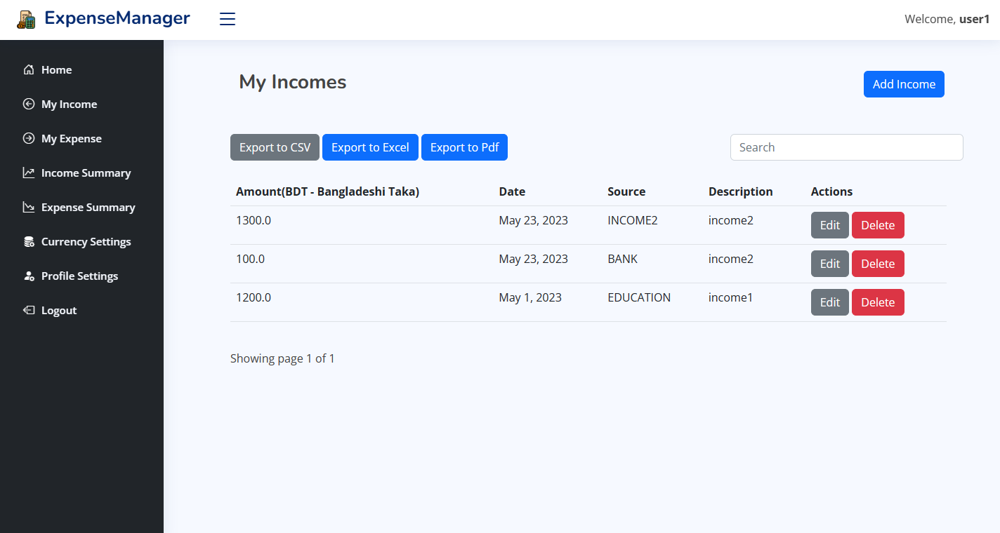 ExpenseManager
Welcome, user1
Home
My Income
My Expense
Income Summary
Expense Summary
Currency Settings
Profile Settings
Logout
My Incomes
Add Income
Export to CSV Export to Excel Export to Pdf
Search
Amount(BDT - Bangladeshi Taka) Date Source Description Actions
1300.0 May 23, 2023 INCOME2 income2 Edit Delete
100.0 May 23, 2023 BANK income2 Edit Delete
1200.0 May 1, 2023 EDUCATION income1 Edit Delete
Showing page 1 of 1